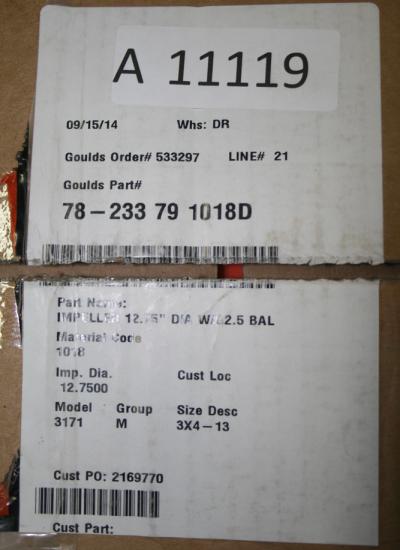 A 11119
09/15/14 Whs: DR
Goulds Order# 533297 LINE# 21
Goulds Part#
78-233 79 1018D
Part Name:
IMPELLER 12.75" DIA BAL
Material Code
1018
Imp. Dia. Cust Loc
12.7500
Model Group Size Desc
3171 M 3X4-13
Cust PO: 2169770
Cust Part: